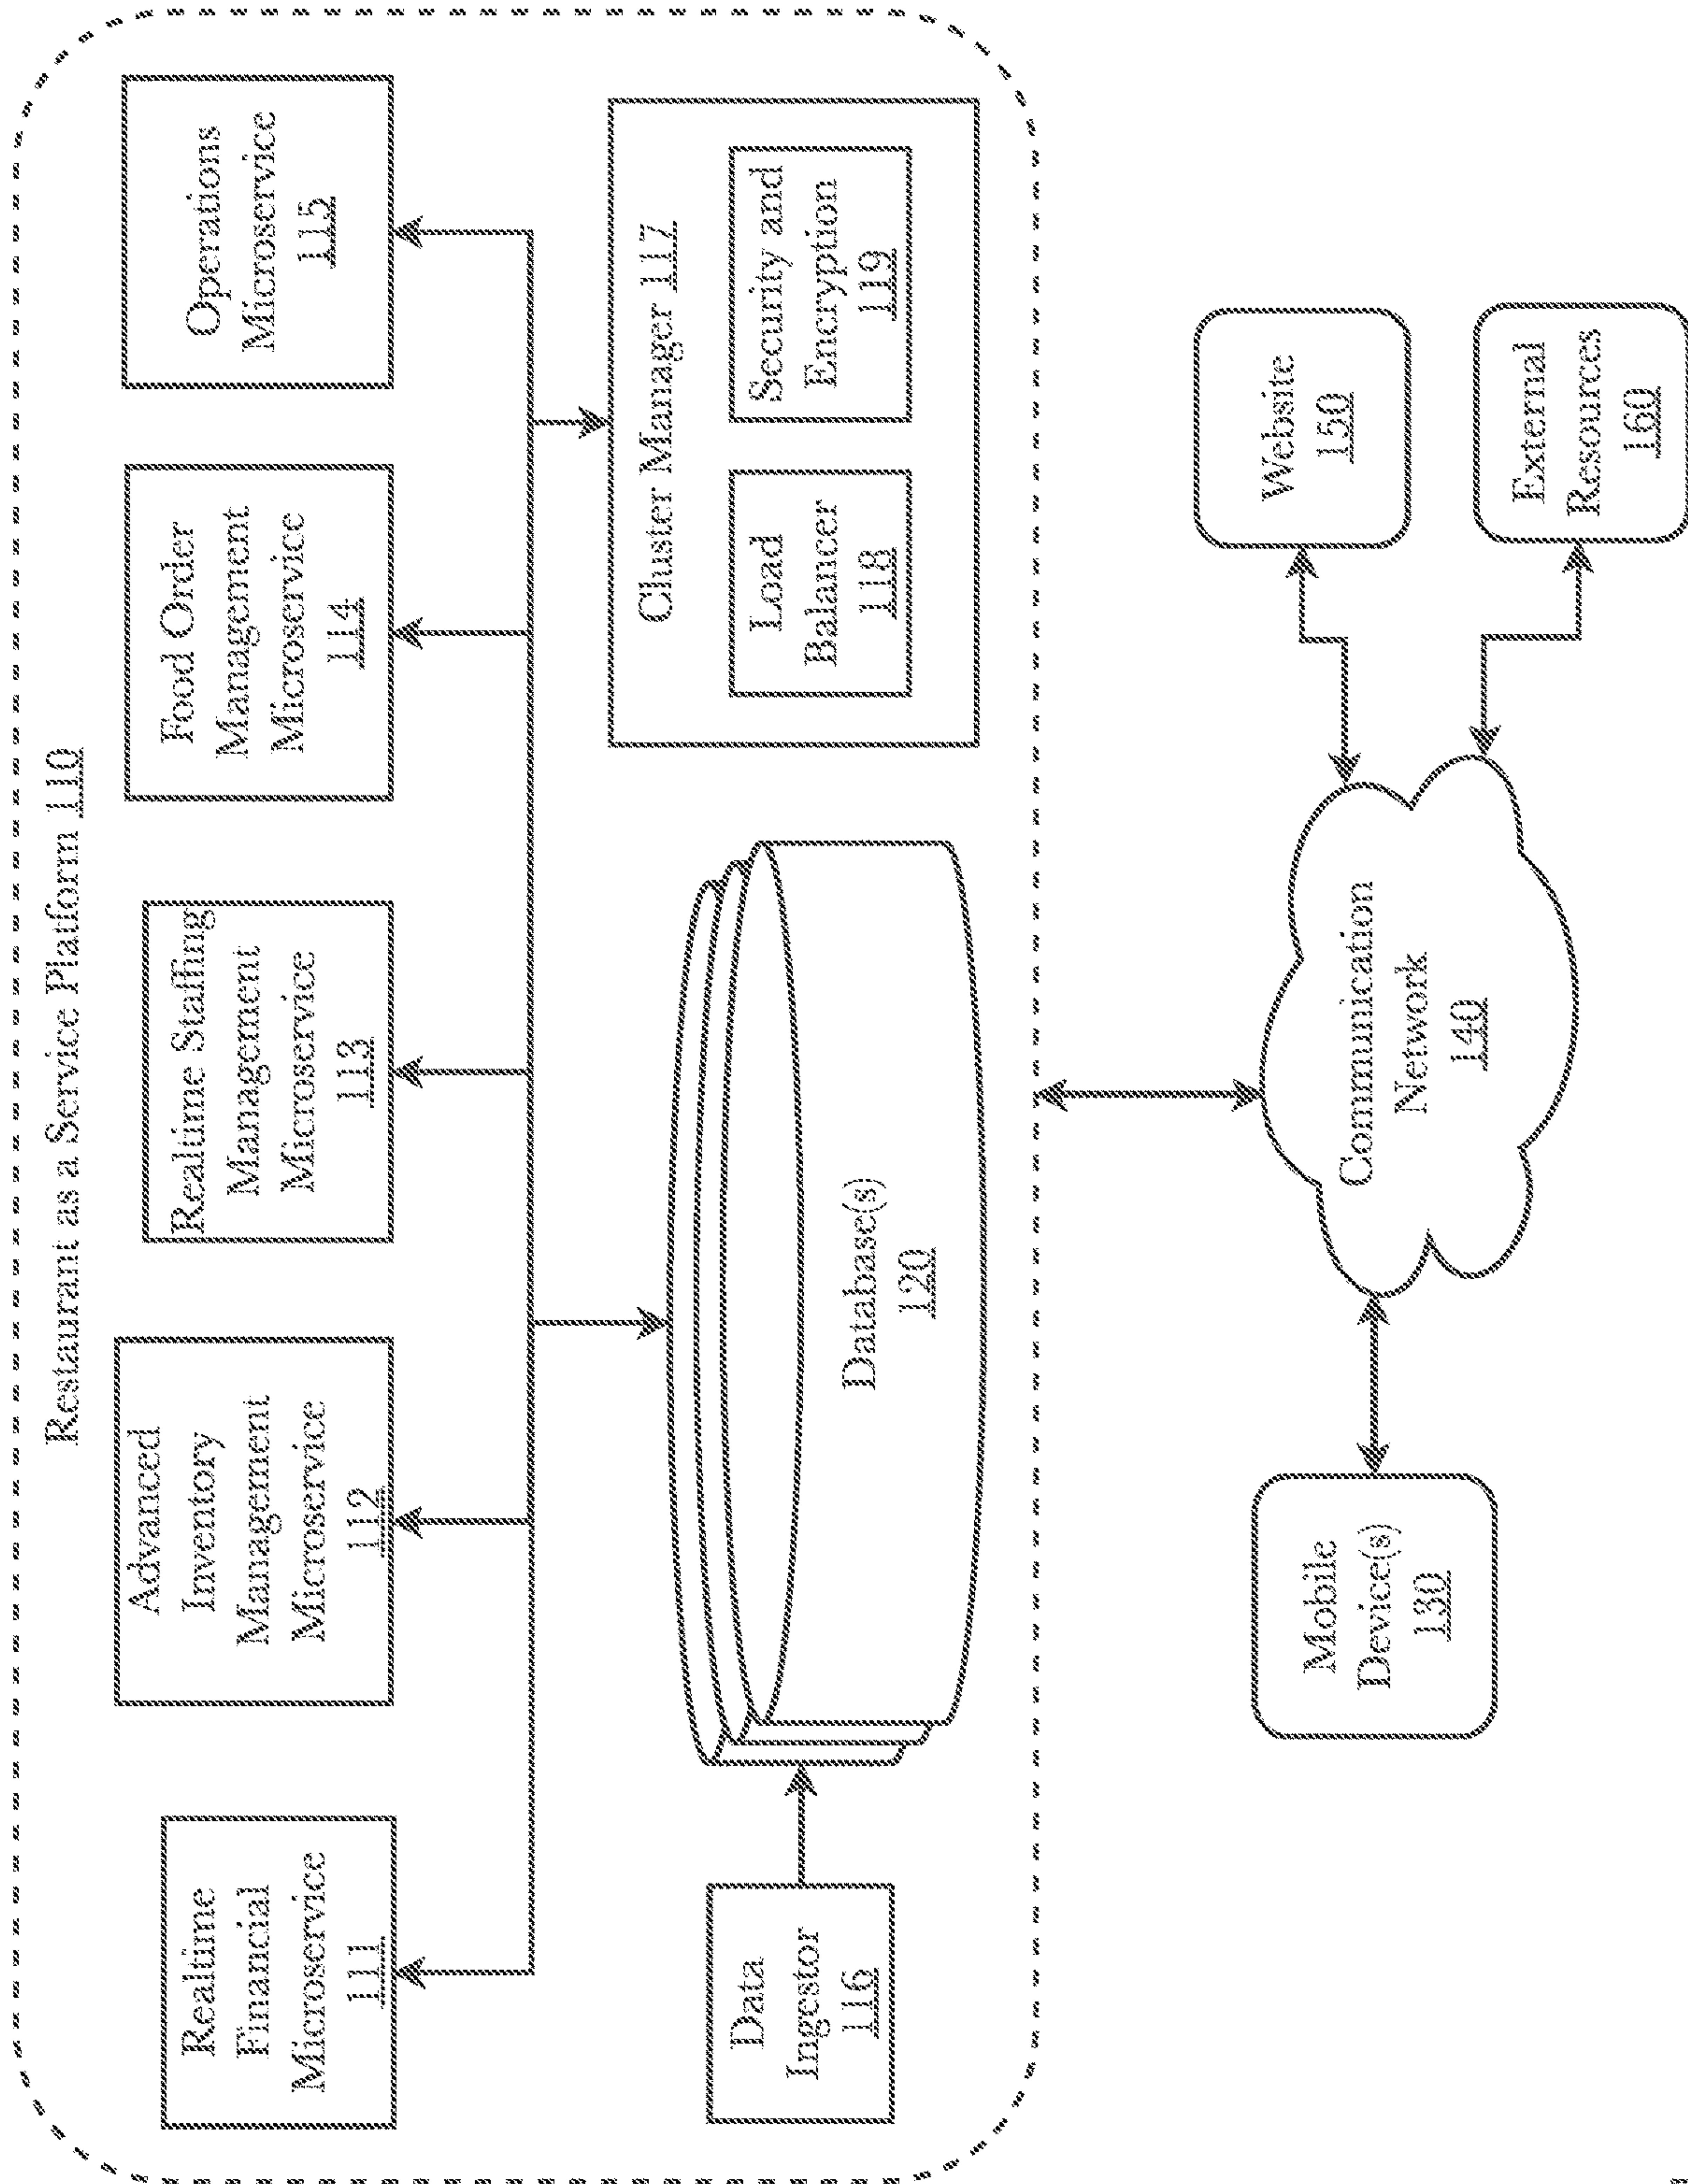 Restaurant as a Service Platform 110
Realtime
Financial
Microservice
111
Advanced
Inventory
Management
Microservice
112
Realtime Staffing
Management
Microservice
113
Food Order
Management
Microservice
114
Operations
Microservice
115
Data
Ingestor
116
Database(s)
120
Cluster Manager 117
Load
Balancer
118
Security and
Encryption
119
Mobile
Device(s)
130
Communication
Network
140
Website
150
External
Resources
160